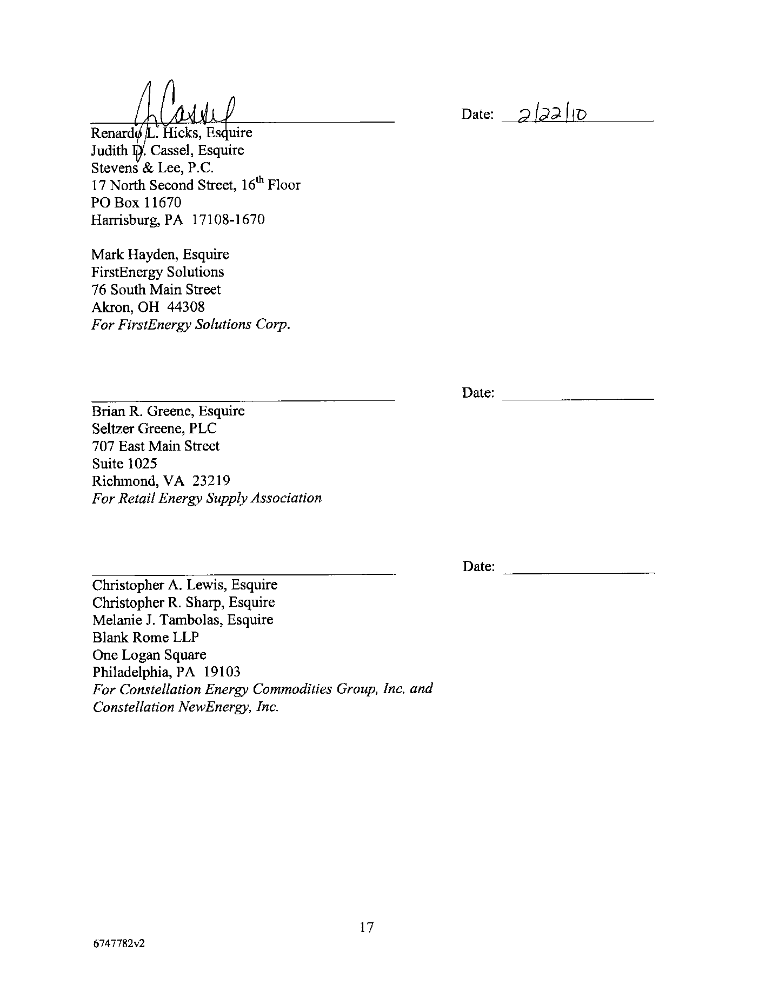 J Cassel Date: 2/22/10
Renardo L. Hicks, Esquire
Judith D. Cassel, Esquire
Stevens & Lee, P.C.
17 North Second Street, 16th Floor
PO Box 11670
Harrisburg, PA 17108-1670
Mark Hayden, Esquire
FirstEnergy Solutions
76 South Main Street
Akron, OH 44308
For FirstEnergy Solutions Corp.
Date:
Brian R. Greene, Esquire
Seltzer Greene, PLC
707 East Main Street
Suite 1025
Richmond, VA 23219
For Retail Energy Supply Association
Date:
Christopher A. Lewis, Esquire
Christopher R. Sharp, Esquire
Melanie J. Tambolas, Esquire
Blank Rome LLP
One Logan Square
Philadelphia, PA 19103
For Constellation Energy Commodities Group, Inc. and
Constellation NewEnergy, Inc.
17
6747782v2